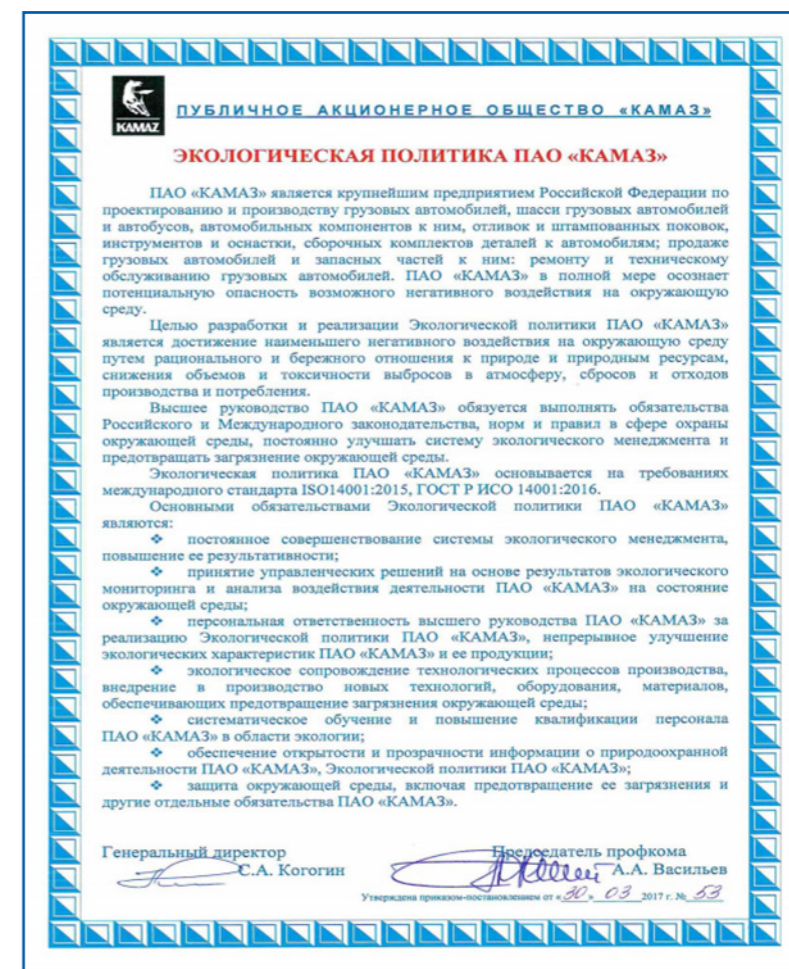 KAMAZ
ПУБЛИЧНОЕ АКЦИОНЕРНОЕ ОБЩЕСТВО «КАМАЗ»
ЭКОЛОГИЧЕСКАЯ ПОЛИТИКА ПАО «КАМАЗ»
ПАО «КАМАЗ» является крупнейшим предприятием Российской Федерации по
проектированию и производству грузовых автомобилей, шасси грузовых автомобилей
и автобусов, автомобильных компонентов к ним, отливок и штампованных поковок,
инструментов и оснастки, сборочных комплектов деталей к автомобилям; продаже
грузовых автомобилей и запасных частей к ним: ремонту и техническому
обслуживанию грузовых автомобилей. ПАО «КАМАЗ» в полной мере осознает
потенциальную опасность возможного негативного воздействия на окружающую
среду.
Целью разработки и реализации Экологической политики ПАО «КАМАЗ»
является достижение наименьшего негативного воздействия на окружающую среду
путем рационального и бережного отношения к природе и природным ресурсам,
снижения объемов и токсичности выбросов в атмосферу, сбросов и отходов
производства и потребления.
Высшее руководство ПАО «КАМАЗ» обязуется выполнять обязательства
Российского и Международного законодательства, норм и правил в сфере охраны
окружающей среды, постоянно улучшать систему экологического менеджмента и
предотвращать загрязнение окружающей среды.
Экологическая политика ПАО «КАМАЗ» основывается на требованиях
международного стандарта ISO14001:2015, ГОСТ Р ИСО 14001:2016.
Основными обязательствами Экологической политики ПАО «КАМАЗ»
являются:
❖ постоянное совершенствование системы экологического менеджмента,
повышение ее результативности;
❖ принятие управленческих решений на основе результатов экологического
мониторинга и анализа воздействия деятельности ПАО «КАМАЗ» на состояние
окружающей среды;
❖ персональная ответственность высшего руководства ПАО «КАМАЗ» за
реализацию Экологической политики ПАО «КАМАЗ», непрерывное улучшение
экологических характеристик ПАО «КАМАЗ» и ее продукции;
❖ экологическое сопровождение технологических процессов производства,
внедрение в производство новых технологий, оборудования, материалов,
обеспечивающих предотвращение загрязнения окружающей среды;
❖ систематическое обучение и повышение квалификации персонала
ПАО «КАМАЗ» в области экологии;
❖ обеспечение открытости и прозрачности информации о природоохранной
деятельности ПАО «КАМАЗ», Экологической политики ПАО «КАМАЗ»;
❖ защита окружающей среды, включая предотвращение ее загрязнения и
другие отдельные обязательства ПАО «КАМАЗ».
Генеральный директор Председатель профкома
С.А. Когогин А.А. Васильев
Утверждена приказом-постановлением от «30» 03 2017 г. № 53